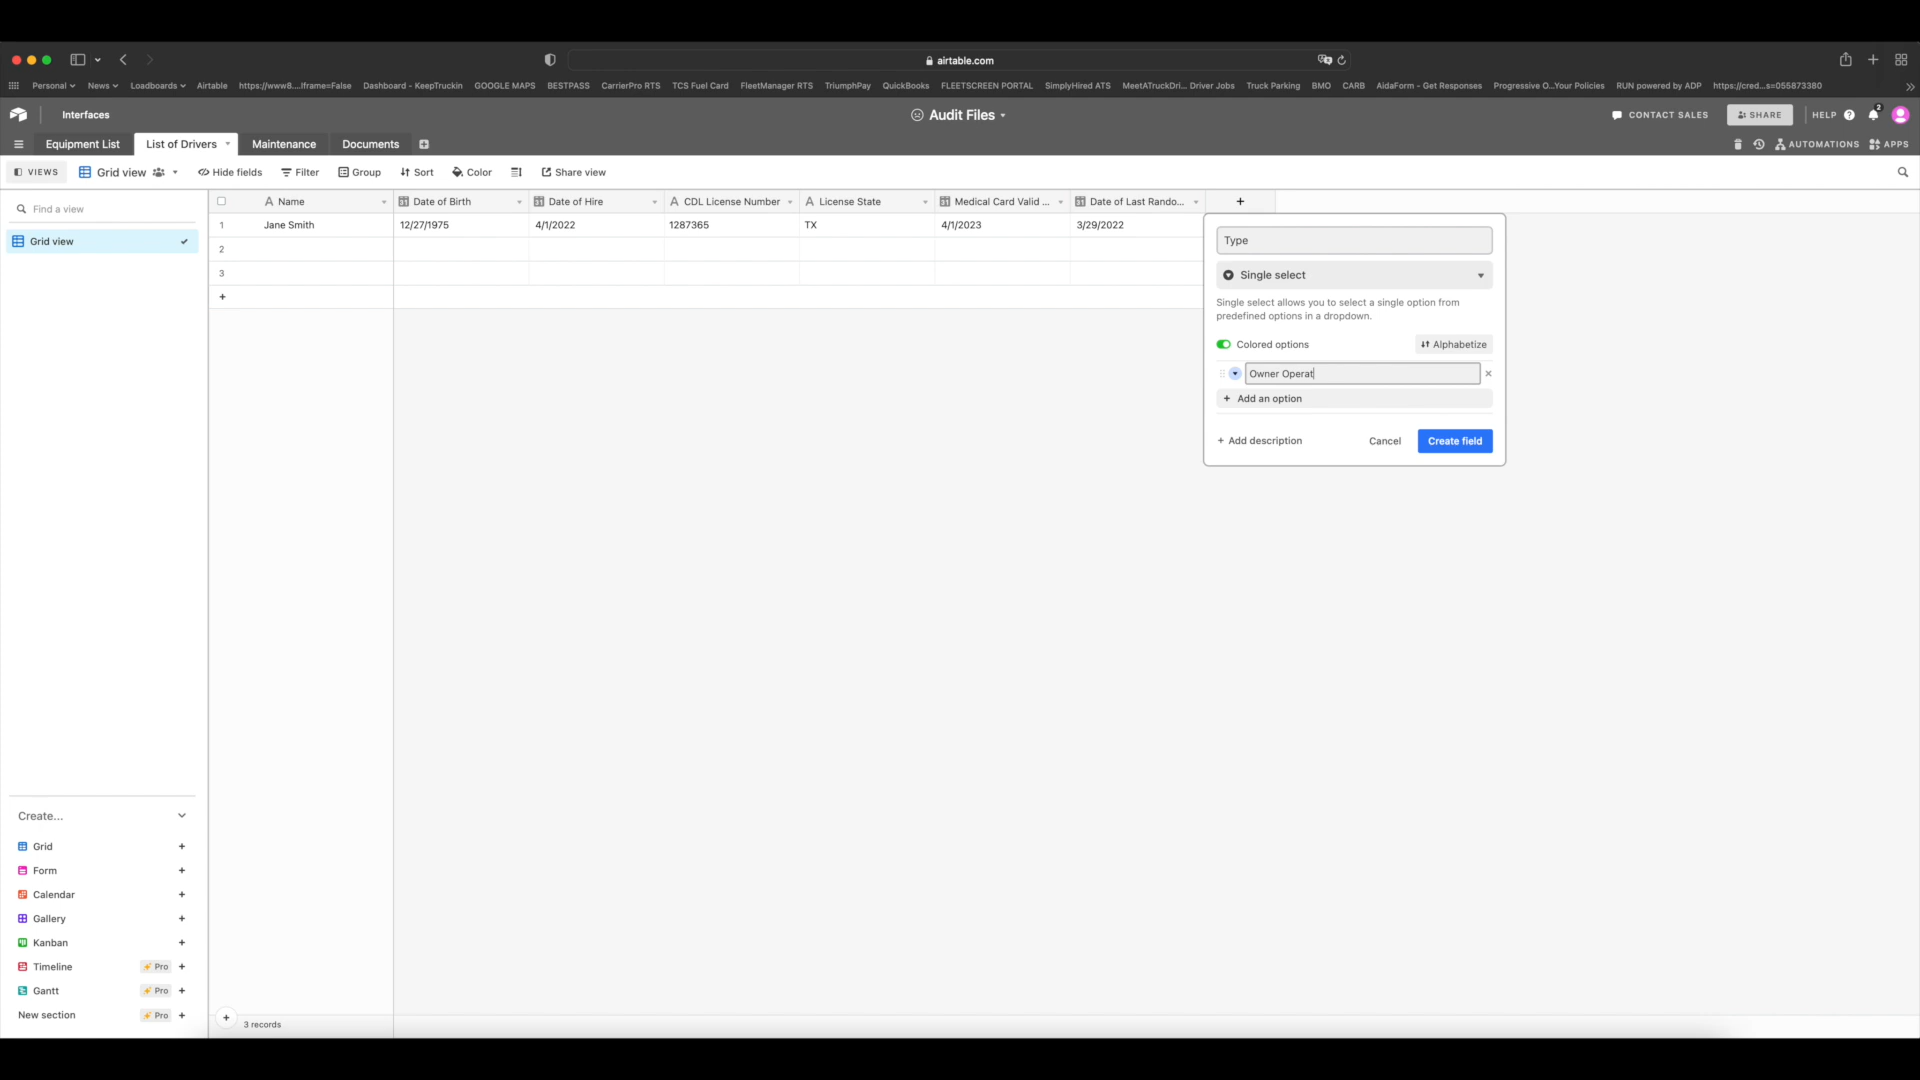 airtable.com
Personal News Loadboards Airtable https://www8....Iframe=False Dashboard - KeepTruckin GOOGLE MAPS BESTPASS CarrierPro RTS TCS Fuel Card FleetManager RTS TriumphPay QuickBooks FLEETSCREEN PORTAL SimplyHired ATS MeetATruckDri... Driver Jobs Truck Parking BMO CARB AidaForm - Get Responses Progressive O...Your Policies RUN powered by ADP https://cred...s=055873380
Interfaces Audit Files CONTACT SALES SHARE HELP 2
Equipment List List of Drivers Maintenance Documents AUTOMATIONS APPS
VIEWS Grid view Hide fields Filter Group Sort Color Share view
Find a view Name Date of Birth Date of Hire CDL License Number License State Medical Card Valid ... Date of Last Rando... +
1 Jane Smith 12/27/1975 4/1/2022 1287365 TX 4/1/2023 3/29/2022
Grid view
2
3
+
Type
Single select
Single select allows you to select a single option from
predefined options in a dropdown.
Colored options Alphabetize
Owner Operat
+ Add an option
+ Add description Cancel Create field
Create...
Grid +
Form +
Calendar +
Gallery +
Kanban +
Timeline Pro +
Gantt Pro +
New section Pro +
+ 3 records